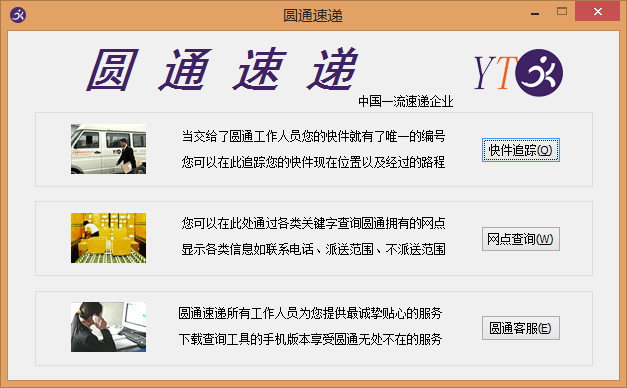 圆通速递
圆通速递
YTO
中国一流速递企业
当交给了圆通工作人员您的快件就有了唯一的编号
您可以在此追踪您的快件现在位置以及经过的路程
快件追踪(Q)
您可以在此处通过各类关键字查询圆通拥有的网点
显示各类信息如联系电话、派送范围、不派送范围
网点查询(W)
圆通速递所有工作人员为您提供最诚挚贴心的服务
下载查询工具的手机版本享受圆通无处不在的服务
圆通客服(E)